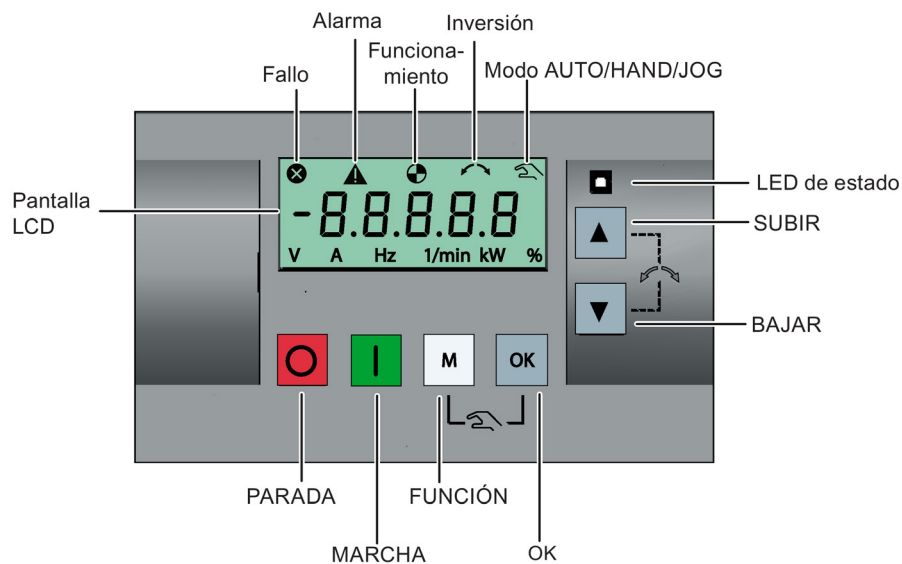 Alarma
Inversión
Funciona-
miento
Fallo
Modo AUTO/HAND/JOG
Pantalla
LCD
-8.8.8.8.8
V A Hz 1/min kW %
LED de estado
SUBIR
BAJAR
M
OK
PARADA
FUNCIÓN
MARCHA
OK